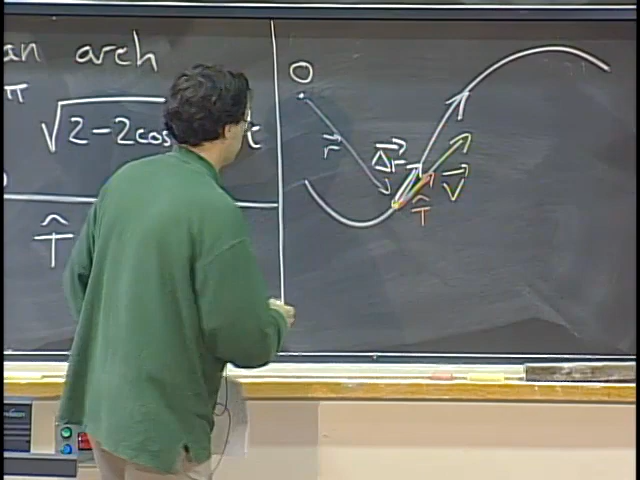 an arch
π
√2-2cos t
T̂
O
r⃗
Δr⃗
V⃗
T̂